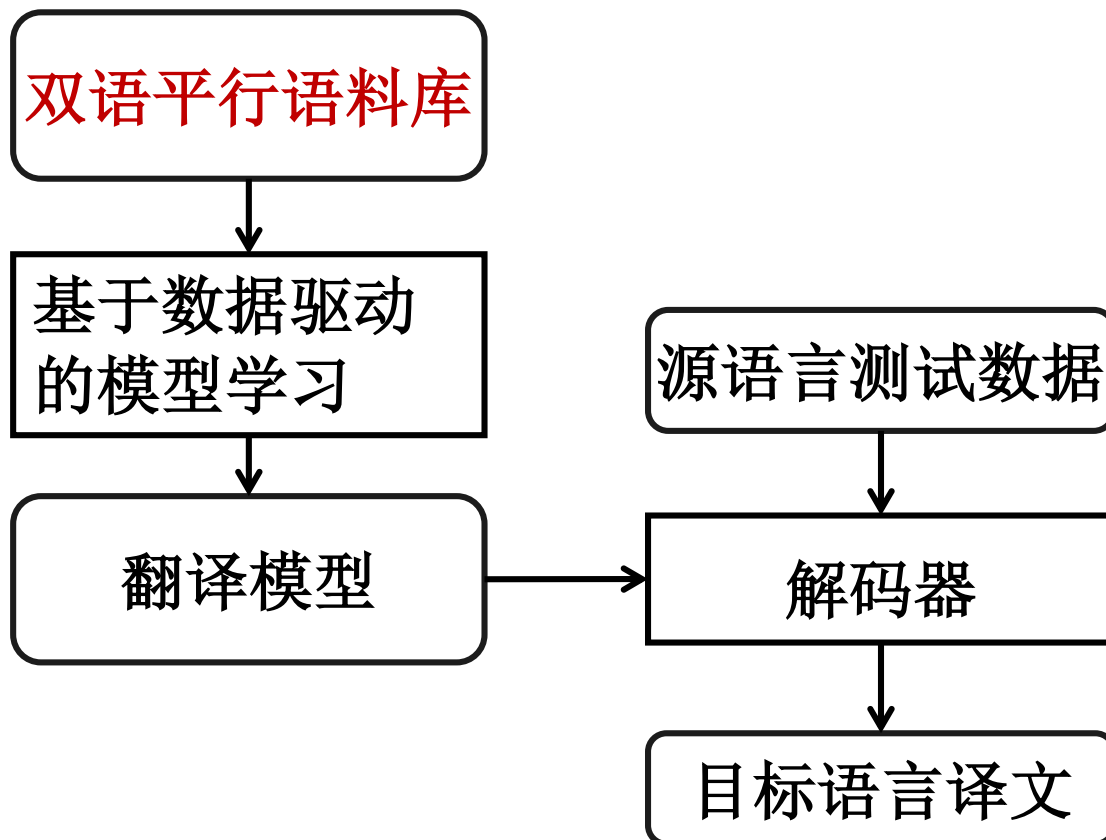 双语平行语料库
基于数据驱动
的模型学习
翻译模型
源语言测试数据
解码器
目标语言译文